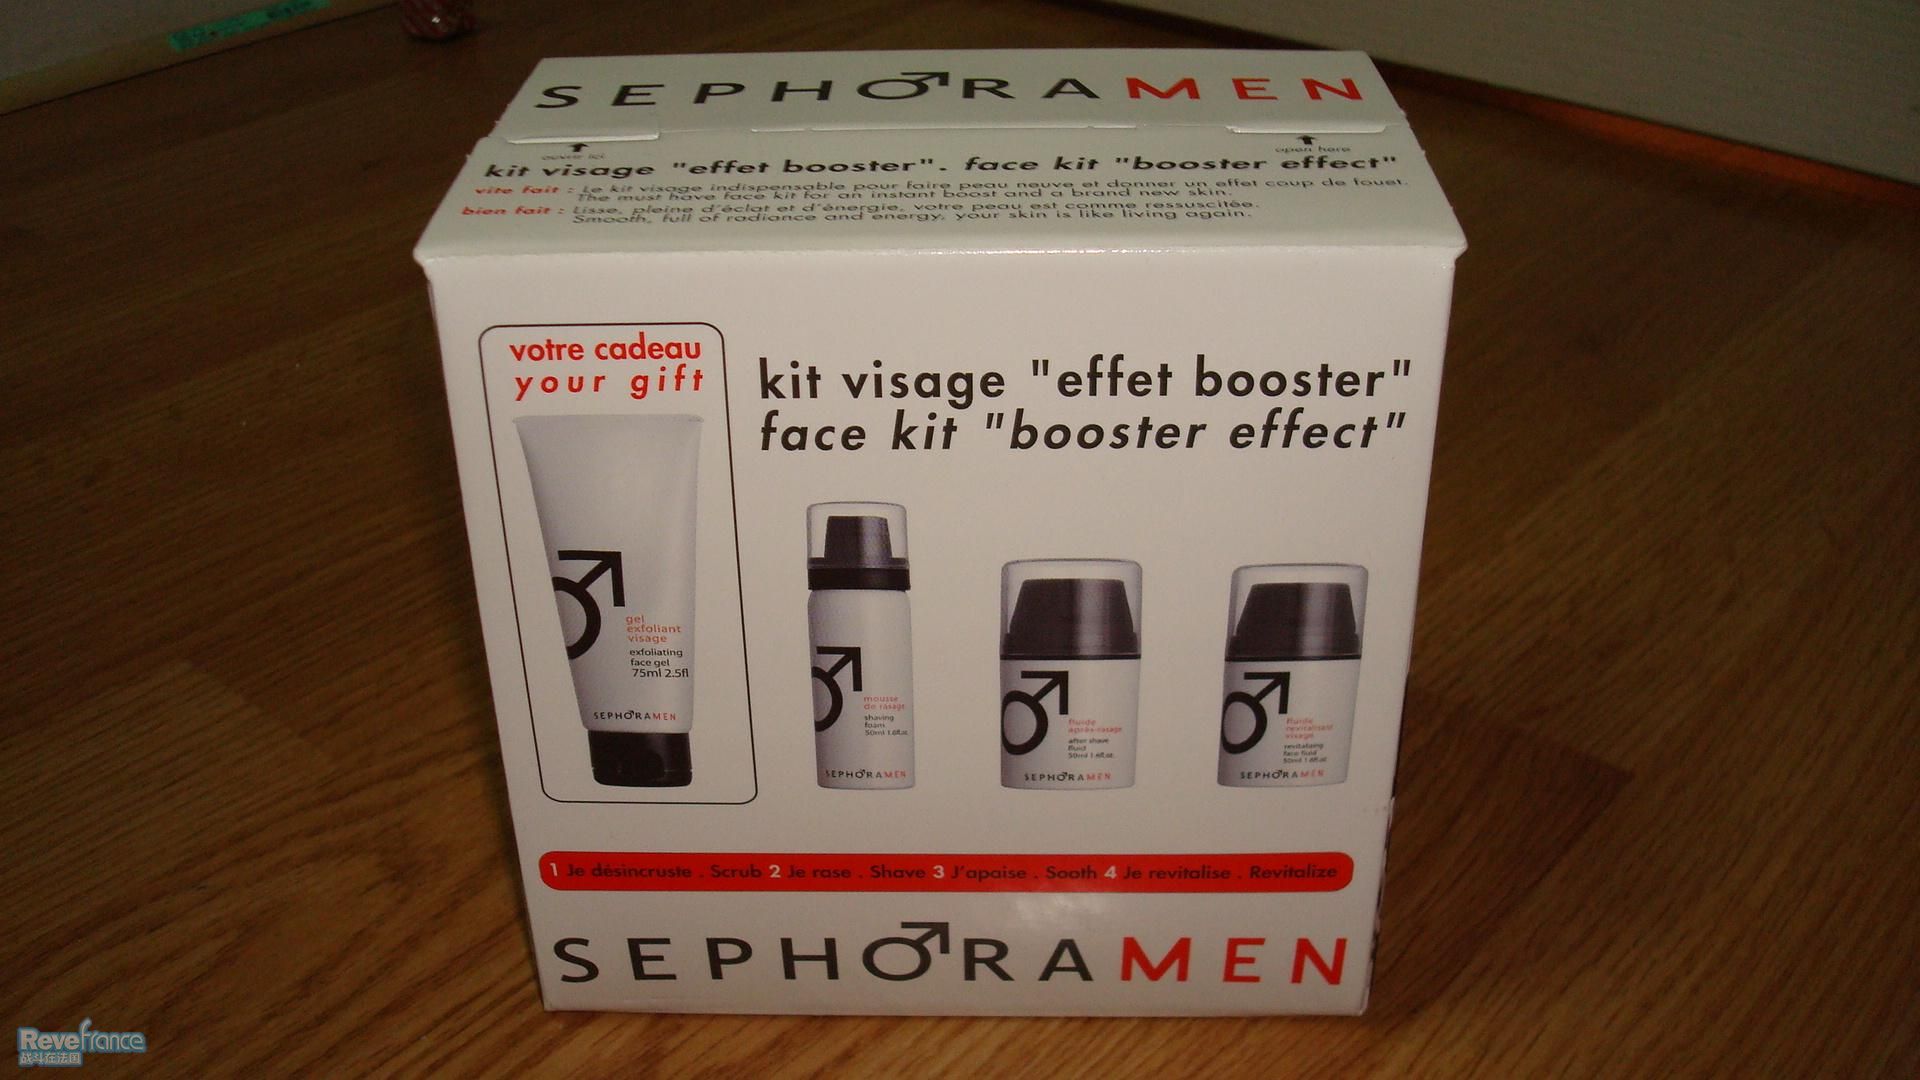 SEPHORAMEN
ouvrir ici
open here
kit visage "effet booster" . face kit "booster effect"
vite fait : Le kit visage indispensable pour faire peau neuve et donner un effet coup de fouet.
The must have face kit for an instant boost and a brand new skin.
bien fait : Lisse, pleine d'éclat et d'énergie, votre peau est comme ressuscitée.
Smooth, full of radiance and energy, your skin is like living again.
votre cadeau
your gift
kit visage "effet booster"
face kit "booster effect"
gel
exfoliant
visage
exfoliating
face gel
75ml 2.5fl
SEPHORAMEN
mousse
de rasage
shaving
foam
50ml 1.6fl.oz.
SEPHORAMEN
fluide
après-rasage
after shave
fluid
50ml 1.6fl.oz.
SEPHORAMEN
fluide
revitalisant
visage
revitalizing
face fluid
50ml 1.6fl.oz.
SEPHORAMEN
1 Je désincruste . Scrub 2 Je rase . Shave 3 J'apaise . Sooth 4 Je revitalise . Revitalize
SEPHORAMEN
Revefrance
战斗在法国